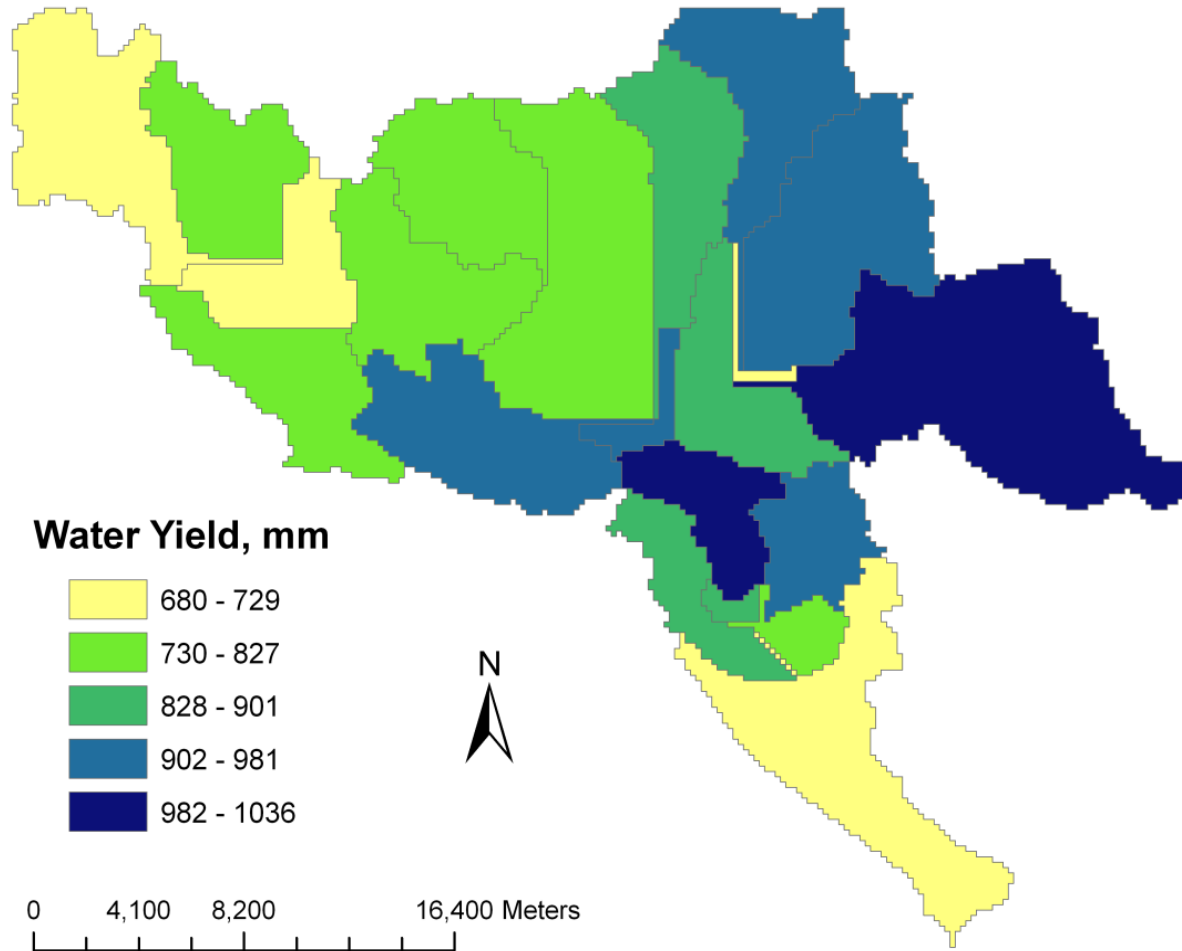 Water Yield, mm
680 - 729
730 - 827
828 - 901
902 - 981
982 - 1036
N
0 4,100 8,200 16,400 Meters